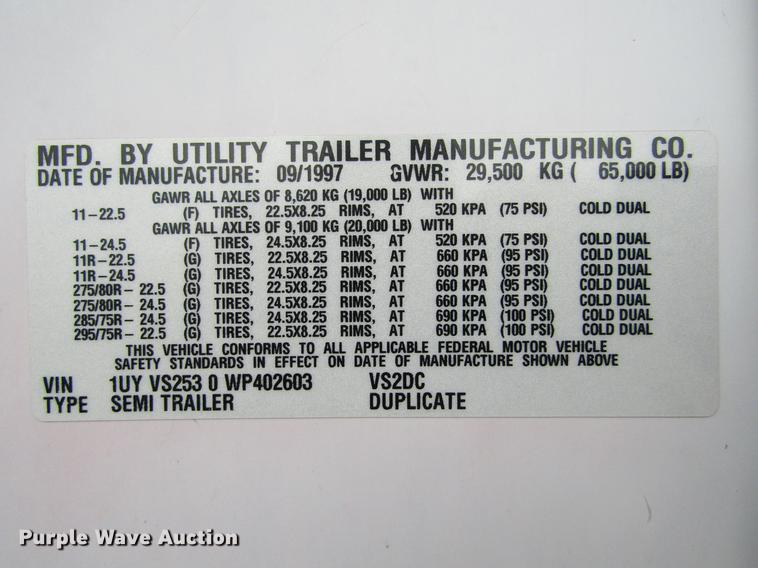 MFD. BY UTILITY TRAILER MANUFACTURING CO.
DATE OF MANUFACTURE: 09/1997 GVWR: 29,500 KG ( 65,000 LB)
GAWR ALL AXLES OF 8,620 KG (19,000 LB) WITH
11-22.5 (F) TIRES, 22.5X8.25 RIMS, AT 520 KPA (75 PSI) COLD DUAL
GAWR ALL AXLES OF 9,100 KG (20,000 LB) WITH
11-24.5 (F) TIRES, 24.5X8.25 RIMS, AT 520 KPA (75 PSI) COLD DUAL
11R-22.5 (G) TIRES, 22.5X8.25 RIMS, AT 660 KPA (95 PSI) COLD DUAL
11R-24.5 (G) TIRES, 24.5X8.25 RIMS, AT 660 KPA (95 PSI) COLD DUAL
275/80R- 22.5 (G) TIRES, 22.5X8.25 RIMS, AT 660 KPA (95 PSI) COLD DUAL
275/80R- 24.5 (G) TIRES, 24.5X8.25 RIMS, AT 660 KPA (95 PSI) COLD DUAL
285/75R- 24.5 (G) TIRES, 24.5X8.25 RIMS, AT 690 KPA (100 PSI) COLD DUAL
295/75R- 22.5 (G) TIRES, 22.5X8.25 RIMS, AT 690 KPA (100 PSI) COLD DUAL
THIS VEHICLE CONFORMS TO ALL APPLICABLE FEDERAL MOTOR VEHICLE
SAFETY STANDARDS IN EFFECT ON DATE OF MANUFACTURE SHOWN ABOVE
VIN 1UY VS253 0 WP402603 VS2DC
TYPE SEMI TRAILER DUPLICATE
Purple Wave Auction